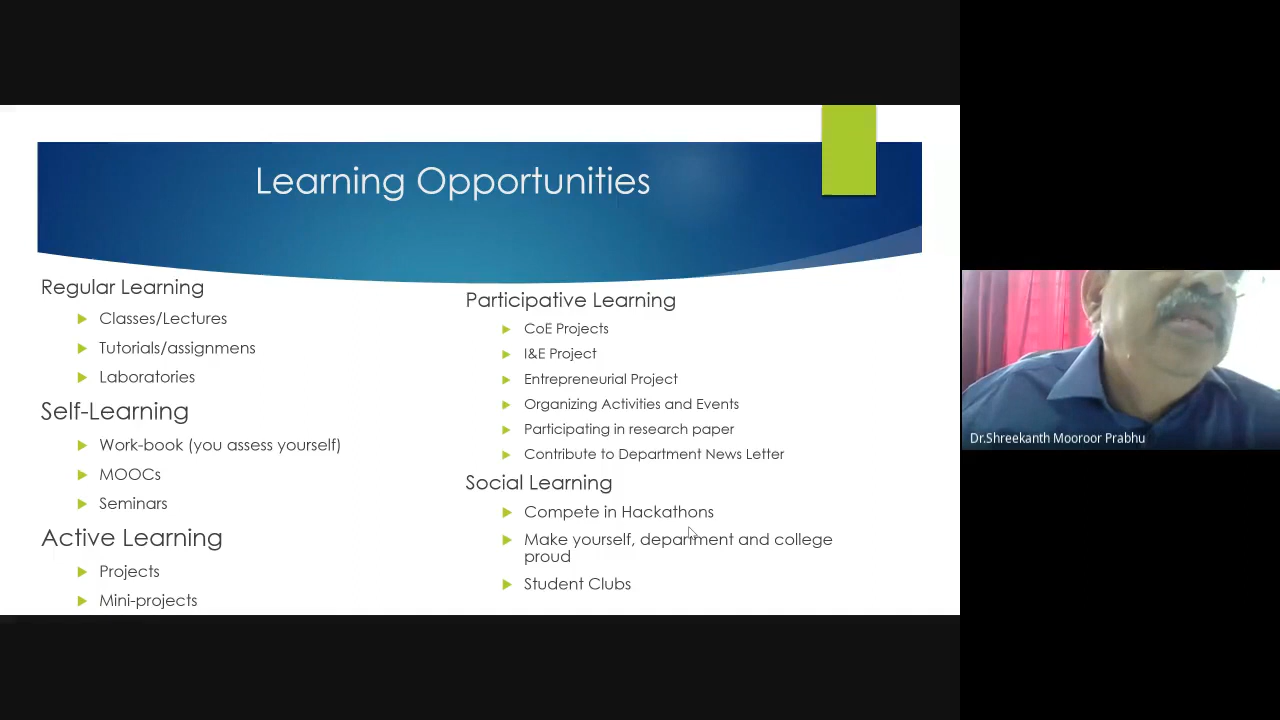 Learning Opportunities
Regular Learning
Classes/Lectures
Tutorials/assignmens
Laboratories
Self-Learning
Work-book (you assess yourself)
MOOCs
Seminars
Active Learning
Projects
Mini-projects
Participative Learning
CoE Projects
I&E Project
Entrepreneurial Project
Organizing Activities and Events
Participating in research paper
Contribute to Department News Letter
Social Learning
Compete in Hackathons
Make yourself, department and college
proud
Student Clubs
Dr.Shreekanth Mooroor Prabhu